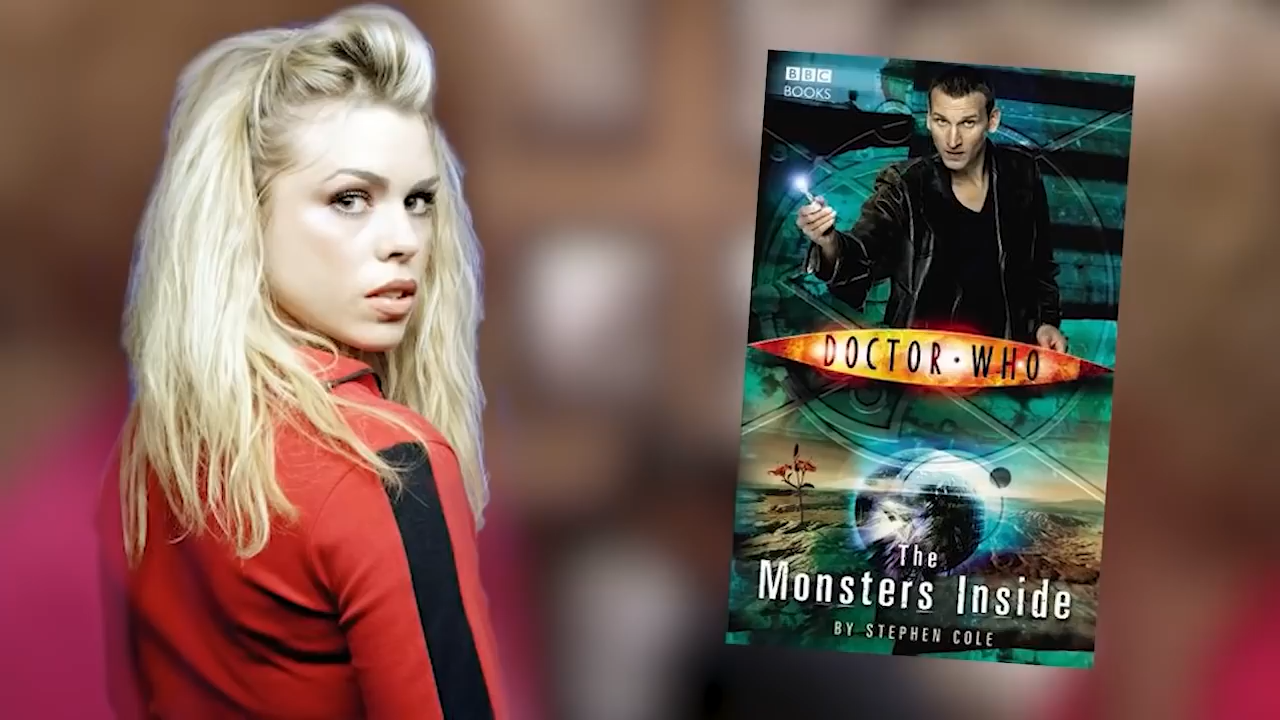 BBC
BOOKS
DOCTOR·WHO
The
Monsters Inside
BY STEPHEN COLE